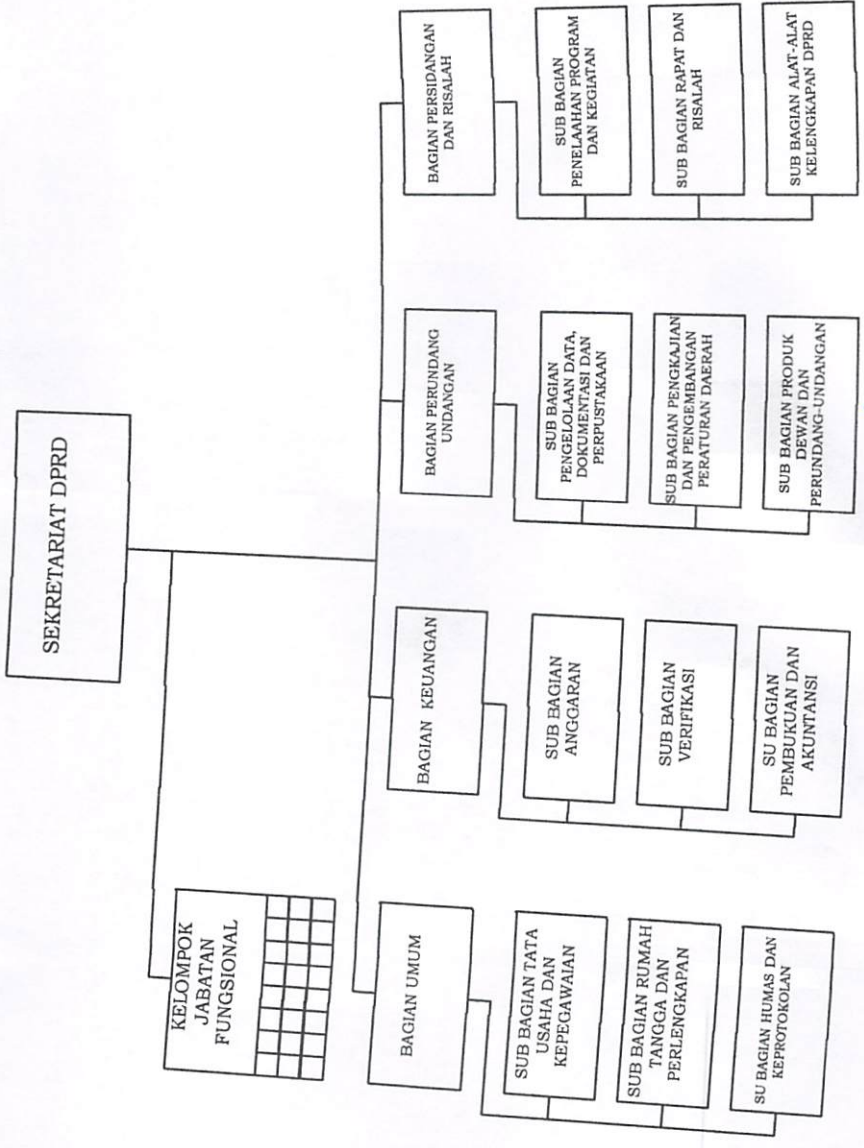 SEKRETARIAT DPRD
KELOMPOK
JABATAN
FUNGSIONAL
BAGIAN UMUM
SUB BAGIAN TATA
USAHA DAN
KEPEGAWAIAN
SUB BAGIAN RUMAH
TANGGA DAN
PERLENGKAPAN
SU BAGIAN HUMAS DAN
KEPROTOKOLAN
BAGIAN KEUANGAN
SUB BAGIAN
ANGGARAN
SUB BAGIAN
VERIFIKASI
SU BAGIAN
PEMBUKUAN DAN
AKUNTANSI
BAGIAN PERUNDANG
UNDANGAN
SUB BAGIAN
PENGELOLAAN DATA,
DOKUMENTASI DAN
PERPUSTAKAAN
SUB BAGIAN PENGKAJIAN
DAN PENGEMBANGAN
PERATURAN DAERAH
SUB BAGIAN PRODUK
DEWAN DAN
PERUNDANG-UNDANGAN
BAGIAN PERSIDANGAN
DAN RISALAH
SUB BAGIAN
PENELAAHAN PROGRAM
DAN KEGIATAN
SUB BAGIAN RAPAT DAN
RISALAH
SUB BAGIAN ALAT-ALAT
KELENGKAPAN DPRD